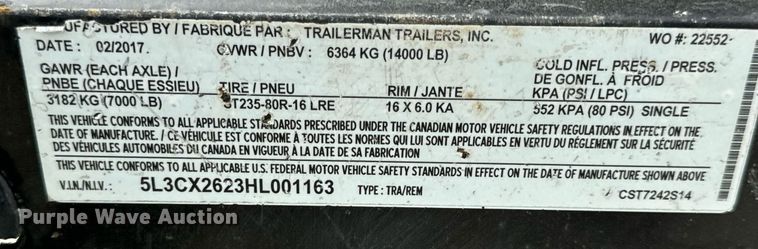 MANUFACTURED BY / FABRIQUE PAR : TRAILERMAN TRAILERS, INC.
WO #: 22552
DATE : 02/2017. GVWR / PNBV : 6364 KG (14000 LB)
GAWR (EACH AXLE) /
PNBE (CHAQUE ESSIEU) TIRE / PNEU RIM / JANTE
COLD INFL. PRESS. / PRESS.
DE GONFL. À FROID
KPA (PSI / LPC)
3182 KG (7000 LB) ST235-80R-16 LRE 16 X 6.0 KA 552 KPA (80 PSI) SINGLE
THIS VEHICLE CONFORMS TO ALL APPLICABLE STANDARDS PRESCRIBED UNDER THE CANADIAN MOTOR VEHICLE SAFETY REGULATIONS IN EFFECT ON THE
DATE OF MANUFACTURE. / CE VÉHICULE EST CONFORME À TOUTES LES NORMES QUI LUI SONT APPLICABLES EN VERTU DU RÉGLEMENT SUR LA SÉCURITÉ
DES VÉHICULES AUTOMOBILES DU CANADA EN VIGUEUR À LA DATE DE SA FABRICATION
THIS VEHICLE CONFORMS TO ALL APPLICABLE U.S. FEDERAL MOTOR VEHICLE SAFETY STANDARDS IN EFFECT ON THE DATE OF MANUFACTURE SHOWN ABOVE
V.I.N./N.I.V.: 5L3CX2623HL001163 TYPE : TRA/REM CST7242S14
Purple Wave Auction